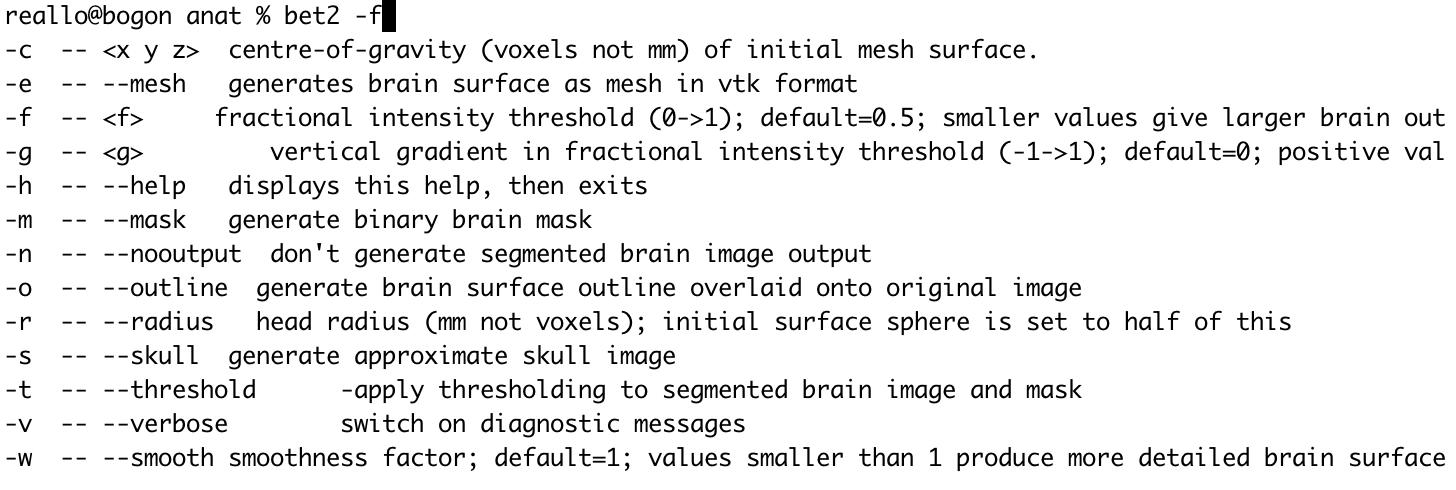 reallo@bogon anat % bet2 -f
-c -- <x y z> centre-of-gravity (voxels not mm) of initial mesh surface.
-e -- --mesh generates brain surface as mesh in vtk format
-f -- <f> fractional intensity threshold (0->1); default=0.5; smaller values give larger brain out
-g -- <g> vertical gradient in fractional intensity threshold (-1->1); default=0; positive val
-h -- --help displays this help, then exits
-m -- --mask generate binary brain mask
-n -- --nooutput don't generate segmented brain image output
-o -- --outline generate brain surface outline overlaid onto original image
-r -- --radius head radius (mm not voxels); initial surface sphere is set to half of this
-s -- --skull generate approximate skull image
-t -- --threshold -apply thresholding to segmented brain image and mask
-v -- --verbose switch on diagnostic messages
-w -- --smooth smoothness factor; default=1; values smaller than 1 produce more detailed brain surface